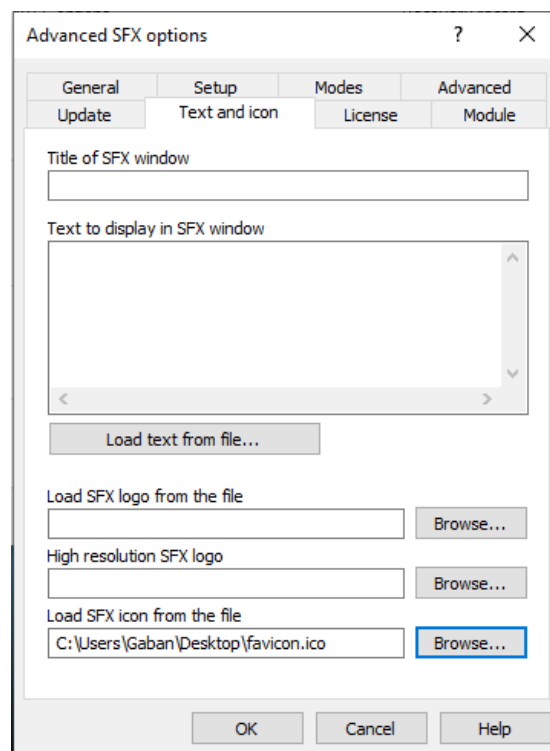 Advanced SFX options
?
General Setup Modes Advanced
Update Text and icon License Module
Title of SFX window
Text to display in SFX window
Load text from file...
Load SFX logo from the file
Browse...
High resolution SFX logo
Browse...
Load SFX icon from the file
C:\Users\Gaban\Desktop\favicon.ico Browse...
OK Cancel Help